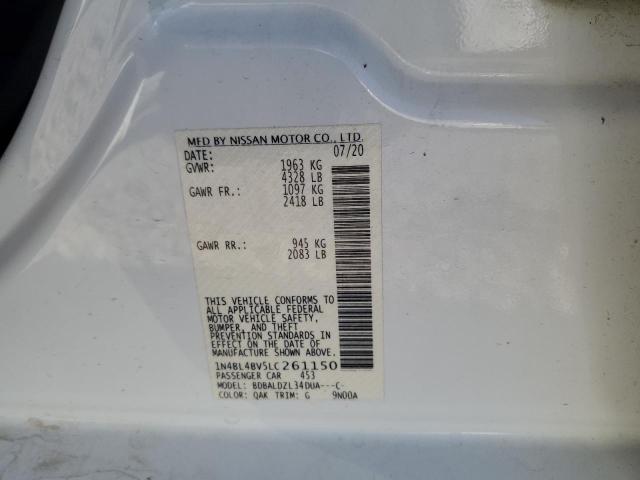 MFD BY NISSAN MOTOR CO., LTD.
DATE: 07/20
GVWR: 1963 KG
4328 LB
GAWR FR.: 1097 KG
2418 LB
GAWR RR.: 945 KG
2083 LB
THIS VEHICLE CONFORMS TO
ALL APPLICABLE FEDERAL
MOTOR VEHICLE SAFETY,
BUMPER, AND THEFT
PREVENTION STANDARDS
IN EFFECT ON THE DATE OF
MANUFACTURE SHOWN ABOVE.
1N4BL4BV5LC261150
PASSENGER CAR 453
MODEL: BDBALDZL34DUA---C-
COLOR: QAK TRIM: G 9N00A